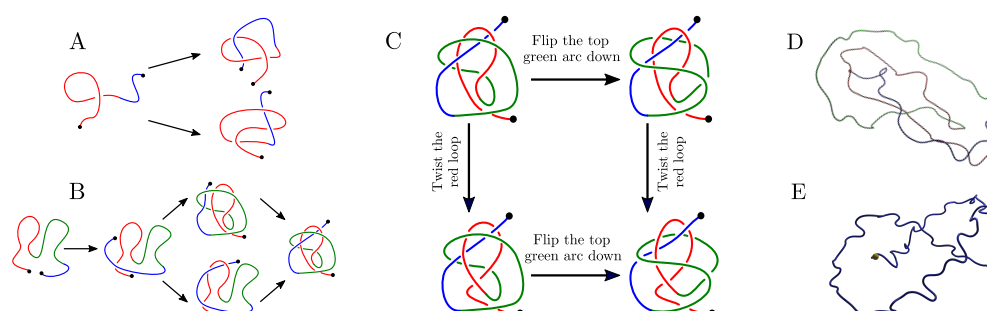 A
B
C
Flip the top
green arc down
Twist the
red loop
Twist the
red loop
Flip the top
green arc down
D
E